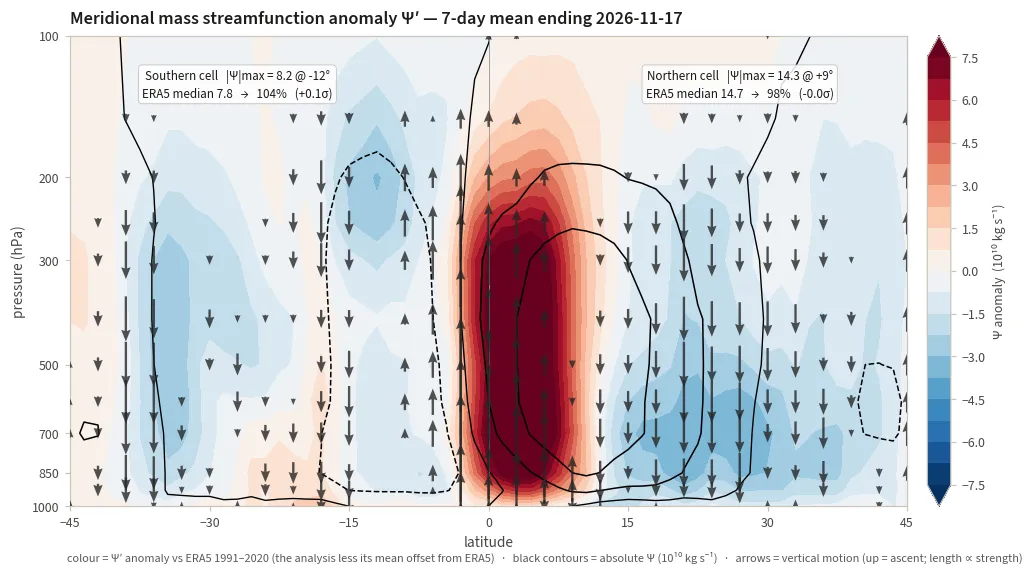 Meridional mass streamfunction anomaly Ψ′ — 7-day mean ending 2026-11-17
100
200
300
500
700
850
1000
pressure (hPa)
Southern cell |Ψ|max = 8.2 @ -12°
ERA5 median 7.8 → 104% (+0.1σ)
Northern cell |Ψ|max = 14.3 @ +9°
ERA5 median 14.7 → 98% (-0.0σ)
−45
−30
−15
0
15
30
45
latitude
7.5
6.0
4.5
3.0
1.5
0.0
−1.5
−3.0
−4.5
−6.0
−7.5
Ψ anomaly (10¹⁰ kg s⁻¹)
colour = Ψ′ anomaly vs ERA5 1991–2020 (the analysis less its mean offset from ERA5) · black contours = absolute Ψ (10¹⁰ kg s⁻¹) · arrows = vertical motion (up = ascent; length ∝ strength)